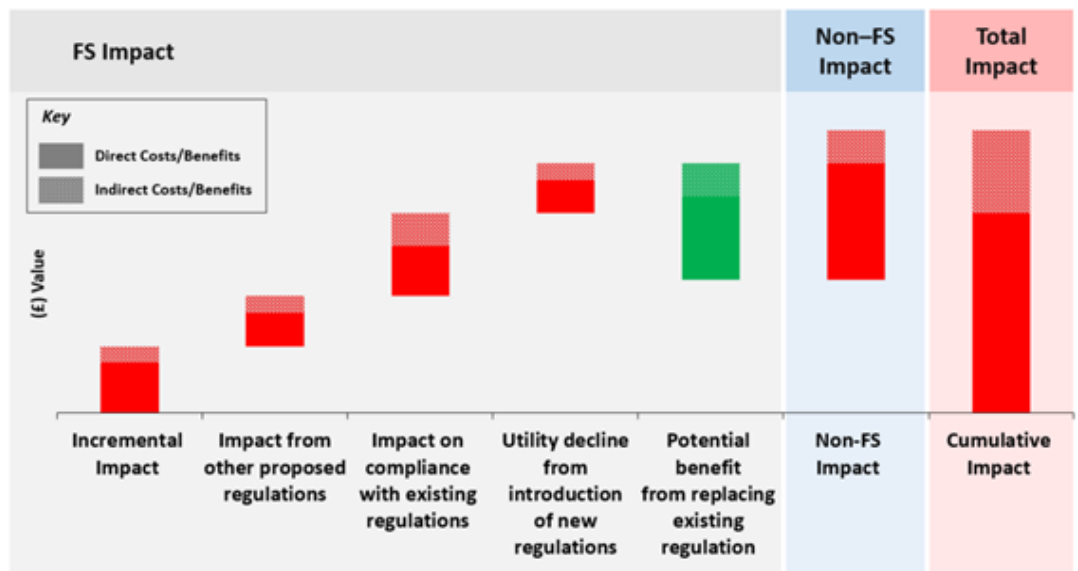 FS Impact
Non–FS
Impact
Total
Impact
Key
Direct Costs/Benefits
Indirect Costs/Benefits
(£) Value
Incremental
Impact
Impact from
other proposed
regulations
Impact on
compliance
with existing
regulations
Utility decline
from
introduction
of new
regulations
Potential
benefit
from replacing
existing
regulation
Non-FS
Impact
Cumulative
Impact